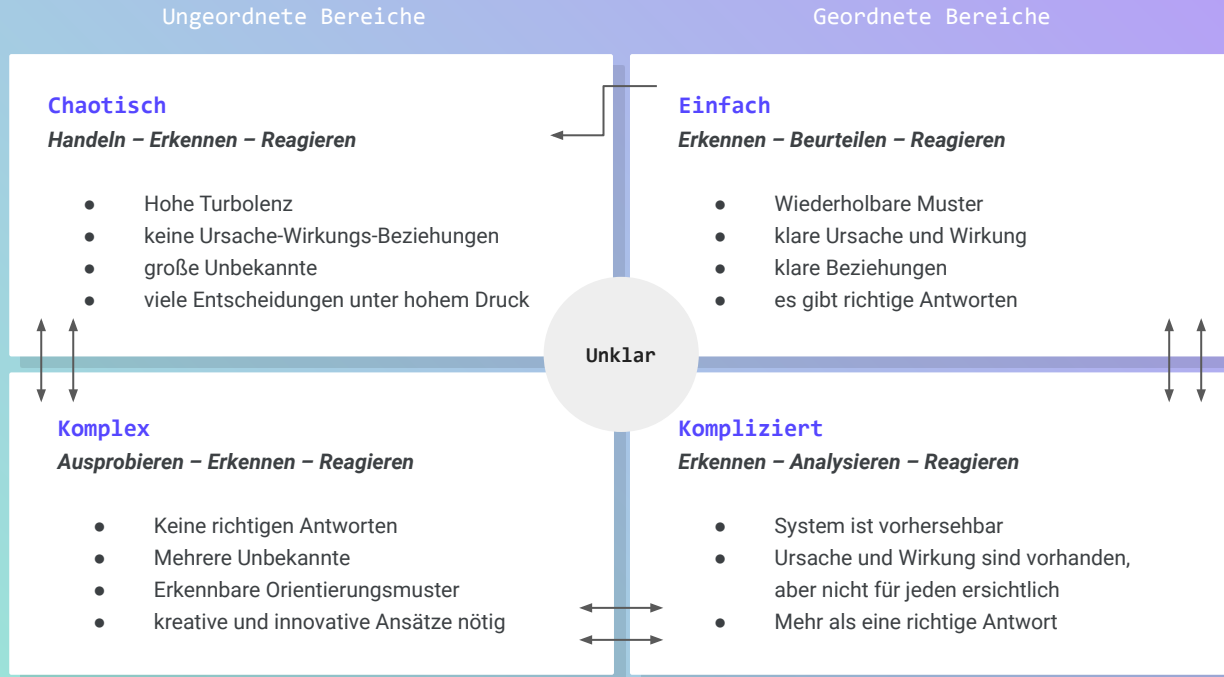 Ungeordnete Bereiche
Geordnete Bereiche
Chaotisch
Handeln – Erkennen – Reagieren
● Hohe Turbolenz
● keine Ursache-Wirkungs-Beziehungen
● große Unbekannte
● viele Entscheidungen unter hohem Druck
Einfach
Erkennen – Beurteilen – Reagieren
● Wiederholbare Muster
● klare Ursache und Wirkung
● klare Beziehungen
● es gibt richtige Antworten
Unklar
Komplex
Ausprobieren – Erkennen – Reagieren
● Keine richtigen Antworten
● Mehrere Unbekannte
● Erkennbare Orientierungsmuster
● kreative und innovative Ansätze nötig
Kompliziert
Erkennen – Analysieren – Reagieren
● System ist vorhersehbar
● Ursache und Wirkung sind vorhanden,
aber nicht für jeden ersichtlich
● Mehr als eine richtige Antwort